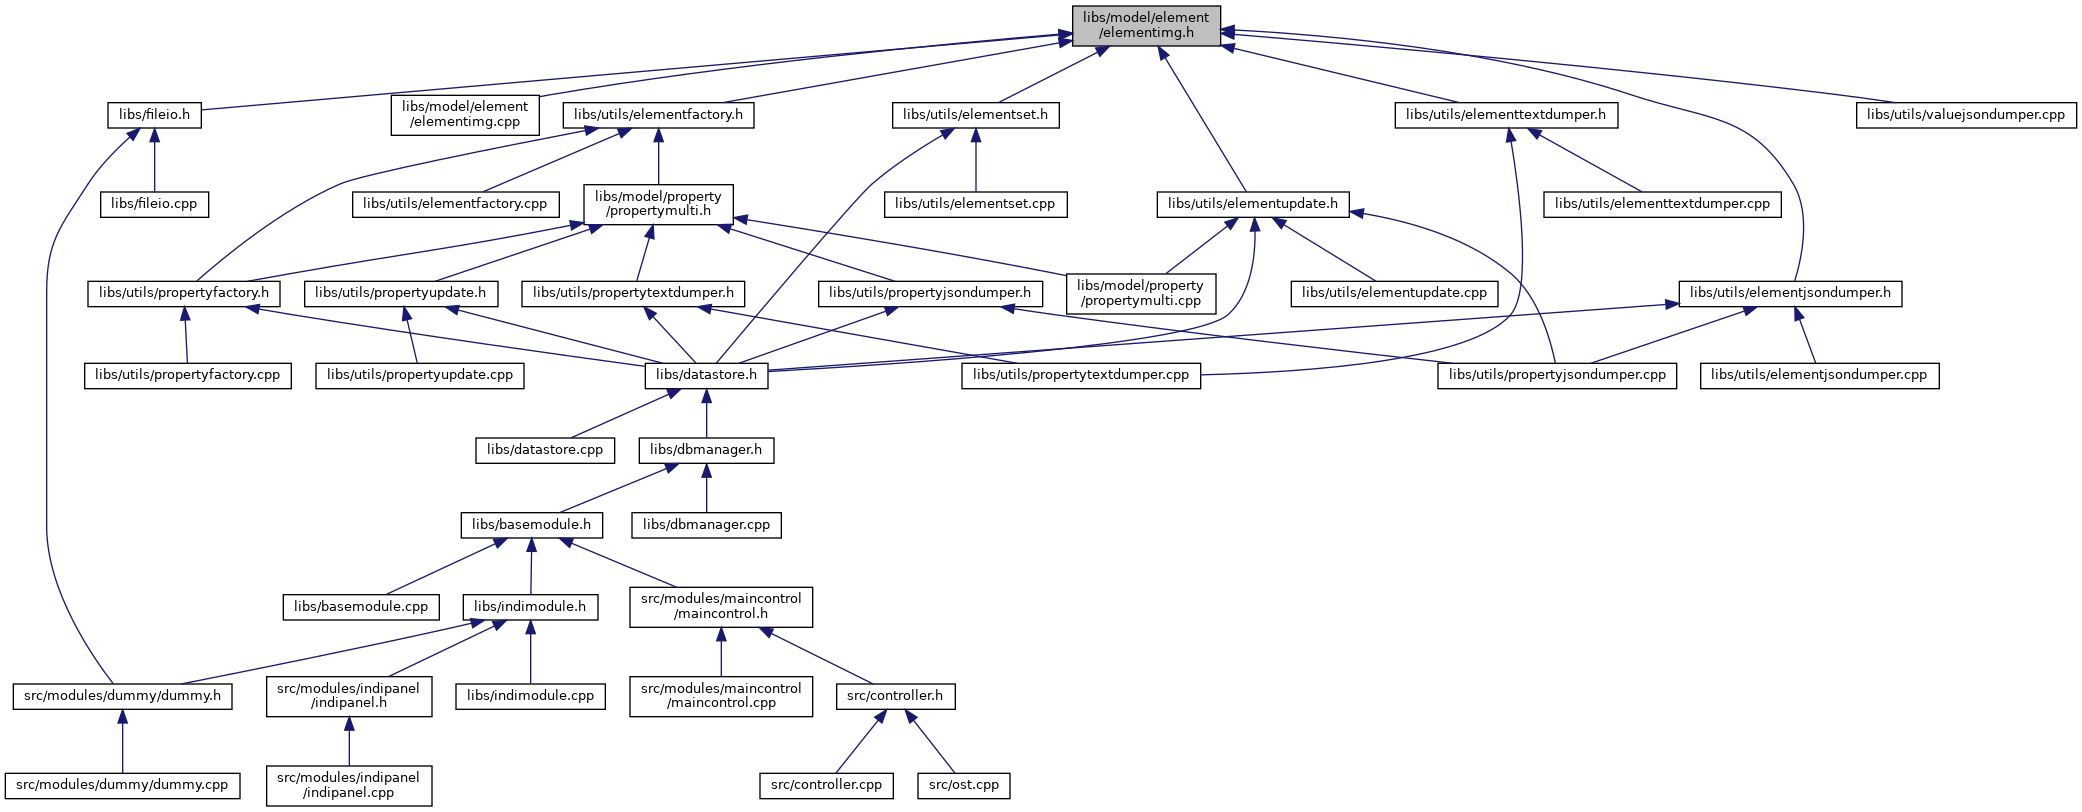 libs/model/element
/elementimg.h
libs/fileio.h
libs/model/element
/elementimg.cpp
libs/utils/elementfactory.h
libs/utils/elementset.h
libs/utils/elementtextdumper.h
libs/utils/valuejsondumper.cpp
libs/fileio.cpp
libs/utils/elementfactory.cpp
libs/model/property
/propertymulti.h
libs/utils/elementset.cpp
libs/utils/elementupdate.h
libs/utils/elementtextdumper.cpp
libs/utils/propertyfactory.h
libs/utils/propertyupdate.h
libs/utils/propertytextdumper.h
libs/utils/propertyjsondumper.h
libs/model/property
/propertymulti.cpp
libs/utils/elementupdate.cpp
libs/utils/elementjsondumper.h
libs/utils/propertyfactory.cpp
libs/utils/propertyupdate.cpp
libs/datastore.h
libs/utils/propertytextdumper.cpp
libs/utils/propertyjsondumper.cpp
libs/utils/elementjsondumper.cpp
libs/datastore.cpp
libs/dbmanager.h
libs/basemodule.h
libs/dbmanager.cpp
libs/basemodule.cpp
libs/indimodule.h
src/modules/maincontrol
/maincontrol.h
src/modules/dummy/dummy.h
src/modules/indipanel
/indipanel.h
libs/indimodule.cpp
src/modules/maincontrol
/maincontrol.cpp
src/controller.h
src/modules/dummy/dummy.cpp
src/modules/indipanel
/indipanel.cpp
src/controller.cpp
src/ost.cpp